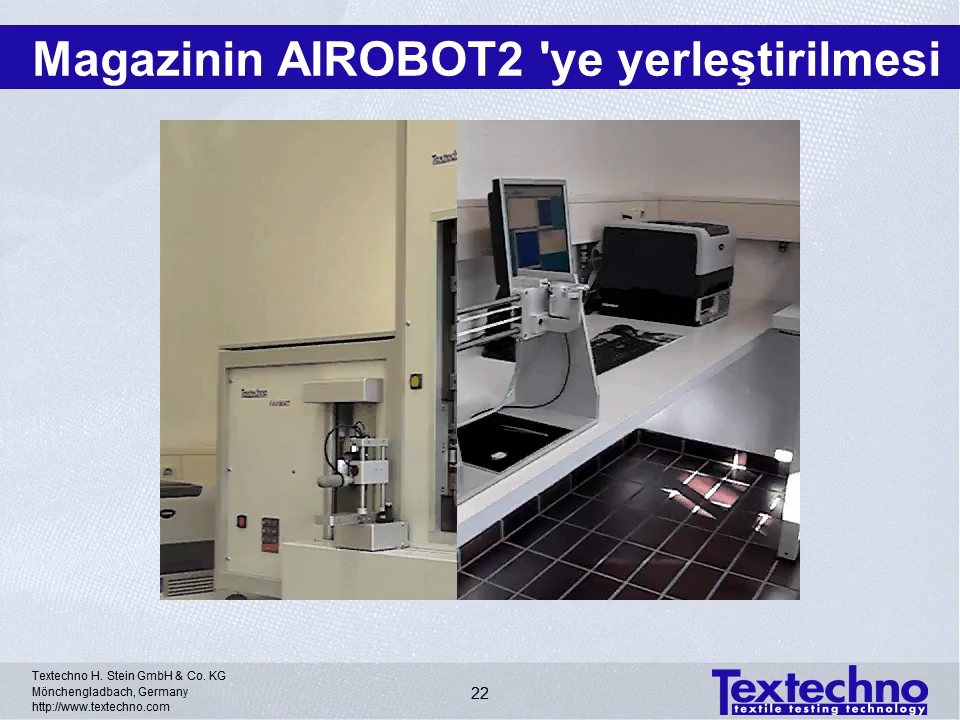 Magazinin AIROBOT2 'ye yerleştirilmesi
Textechno
Textechno H. Stein GmbH & Co. KG
Mönchengladbach, Germany
http://www.textechno.com
22
Textechno
textile testing technology